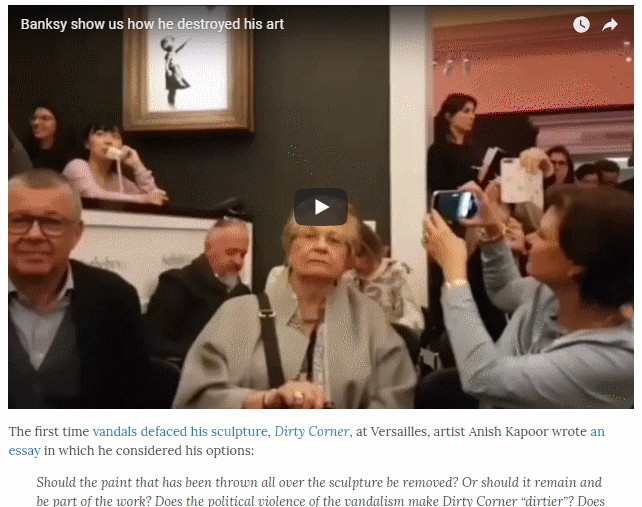 Banksy show us how he destroyed his art
The first time vandals defaced his sculpture, Dirty Corner, at Versailles, artist Anish Kapoor wrote an
essay in which he considered his options:
Should the paint that has been thrown all over the sculpture be removed? Or should it remain and
be part of the work? Does the political violence of the vandalism make Dirty Corner “dirtier”? Does